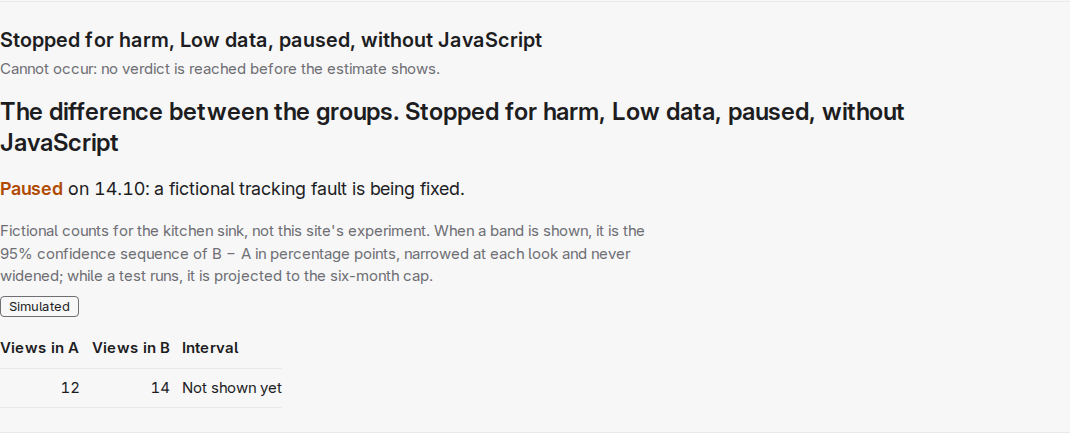 Stopped for harm, Low data, paused, without JavaScript
Cannot occur: no verdict is reached before the estimate shows.
The difference between the groups. Stopped for harm, Low data, paused, without
JavaScript
Paused on 14.10: a fictional tracking fault is being fixed.
Fictional counts for the kitchen sink, not this site's experiment. When a band is shown, it is the
95% confidence sequence of B − A in percentage points, narrowed at each look and never
widened; while a test runs, it is projected to the six-month cap.
Simulated
Views in A Views in B Interval
12 14 Not shown yet